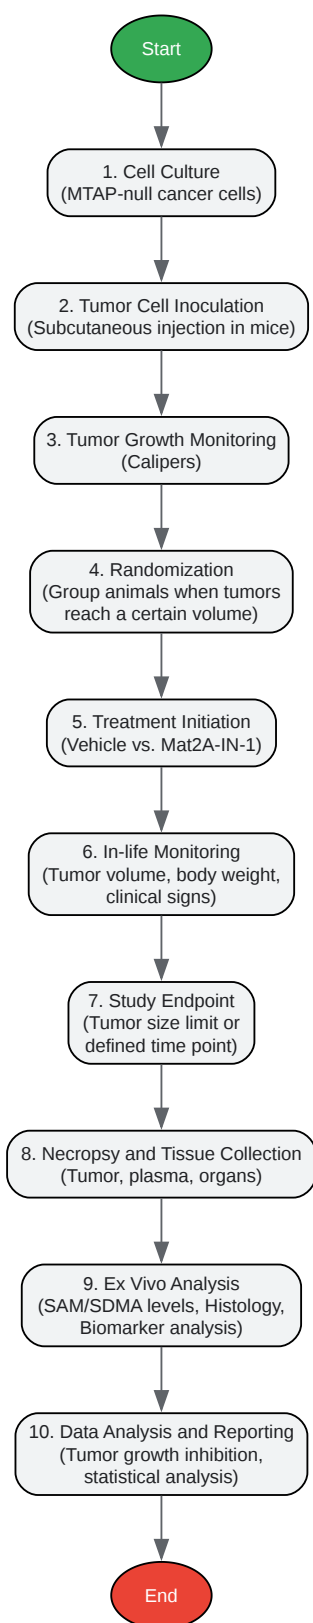 Start
1. Cell Culture
(MTAP-null cancer cells)
2. Tumor Cell Inoculation
(Subcutaneous injection in mice)
3. Tumor Growth Monitoring
(Calipers)
4. Randomization
(Group animals when tumors
reach a certain volume)
5. Treatment Initiation
(Vehicle vs. Mat2A-IN-1)
6. In-life Monitoring
(Tumor volume, body weight,
clinical signs)
7. Study Endpoint
(Tumor size limit or
defined time point)
8. Necropsy and Tissue Collection
(Tumor, plasma, organs)
9. Ex Vivo Analysis
(SAM/SDMA levels, Histology,
Biomarker analysis)
10. Data Analysis and Reporting
(Tumor growth inhibition,
statistical analysis)
End